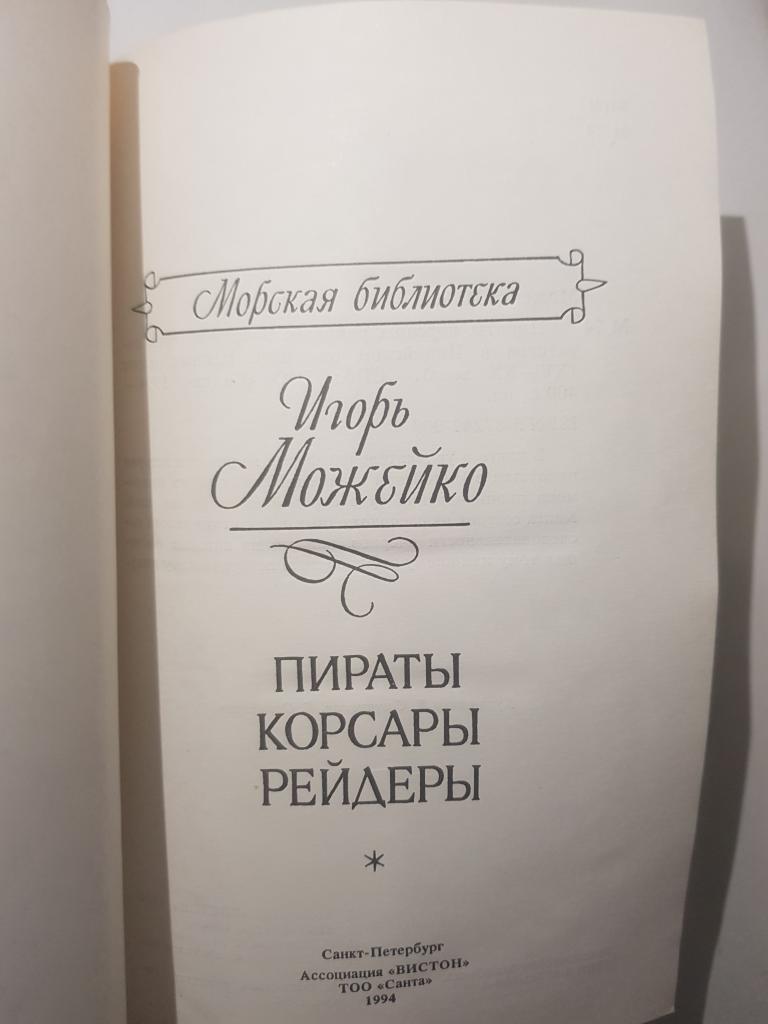 Морская библиотека
Игорь
Можейко
ПИРАТЫ
КОРСАРЫ
РЕЙДЕРЫ
*
Санкт-Петербург
Ассоциация «ВИСТОН»
ТОО «Санта»
1994